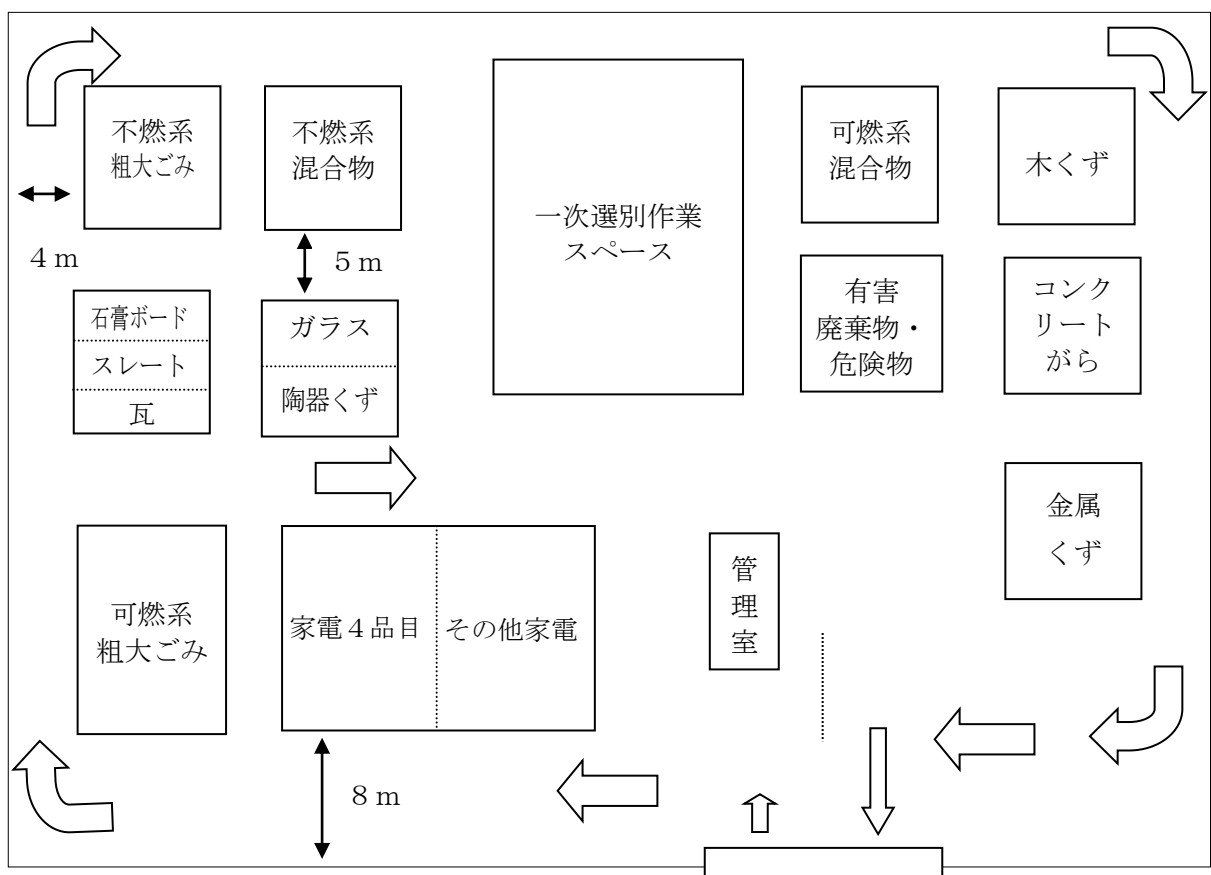 不燃系
粗大ごみ
不燃系
混合物
一次選別作業
スペース
可燃系
混合物
木くず
４ｍ
５ｍ
石膏ボード
スレート
瓦
ガラス
陶器くず
有害
廃棄物・
危険物
コンク
リート
がら
金属
くず
可燃系
粗大ごみ
家電４品目
その他家電
管
理
室
８ｍ